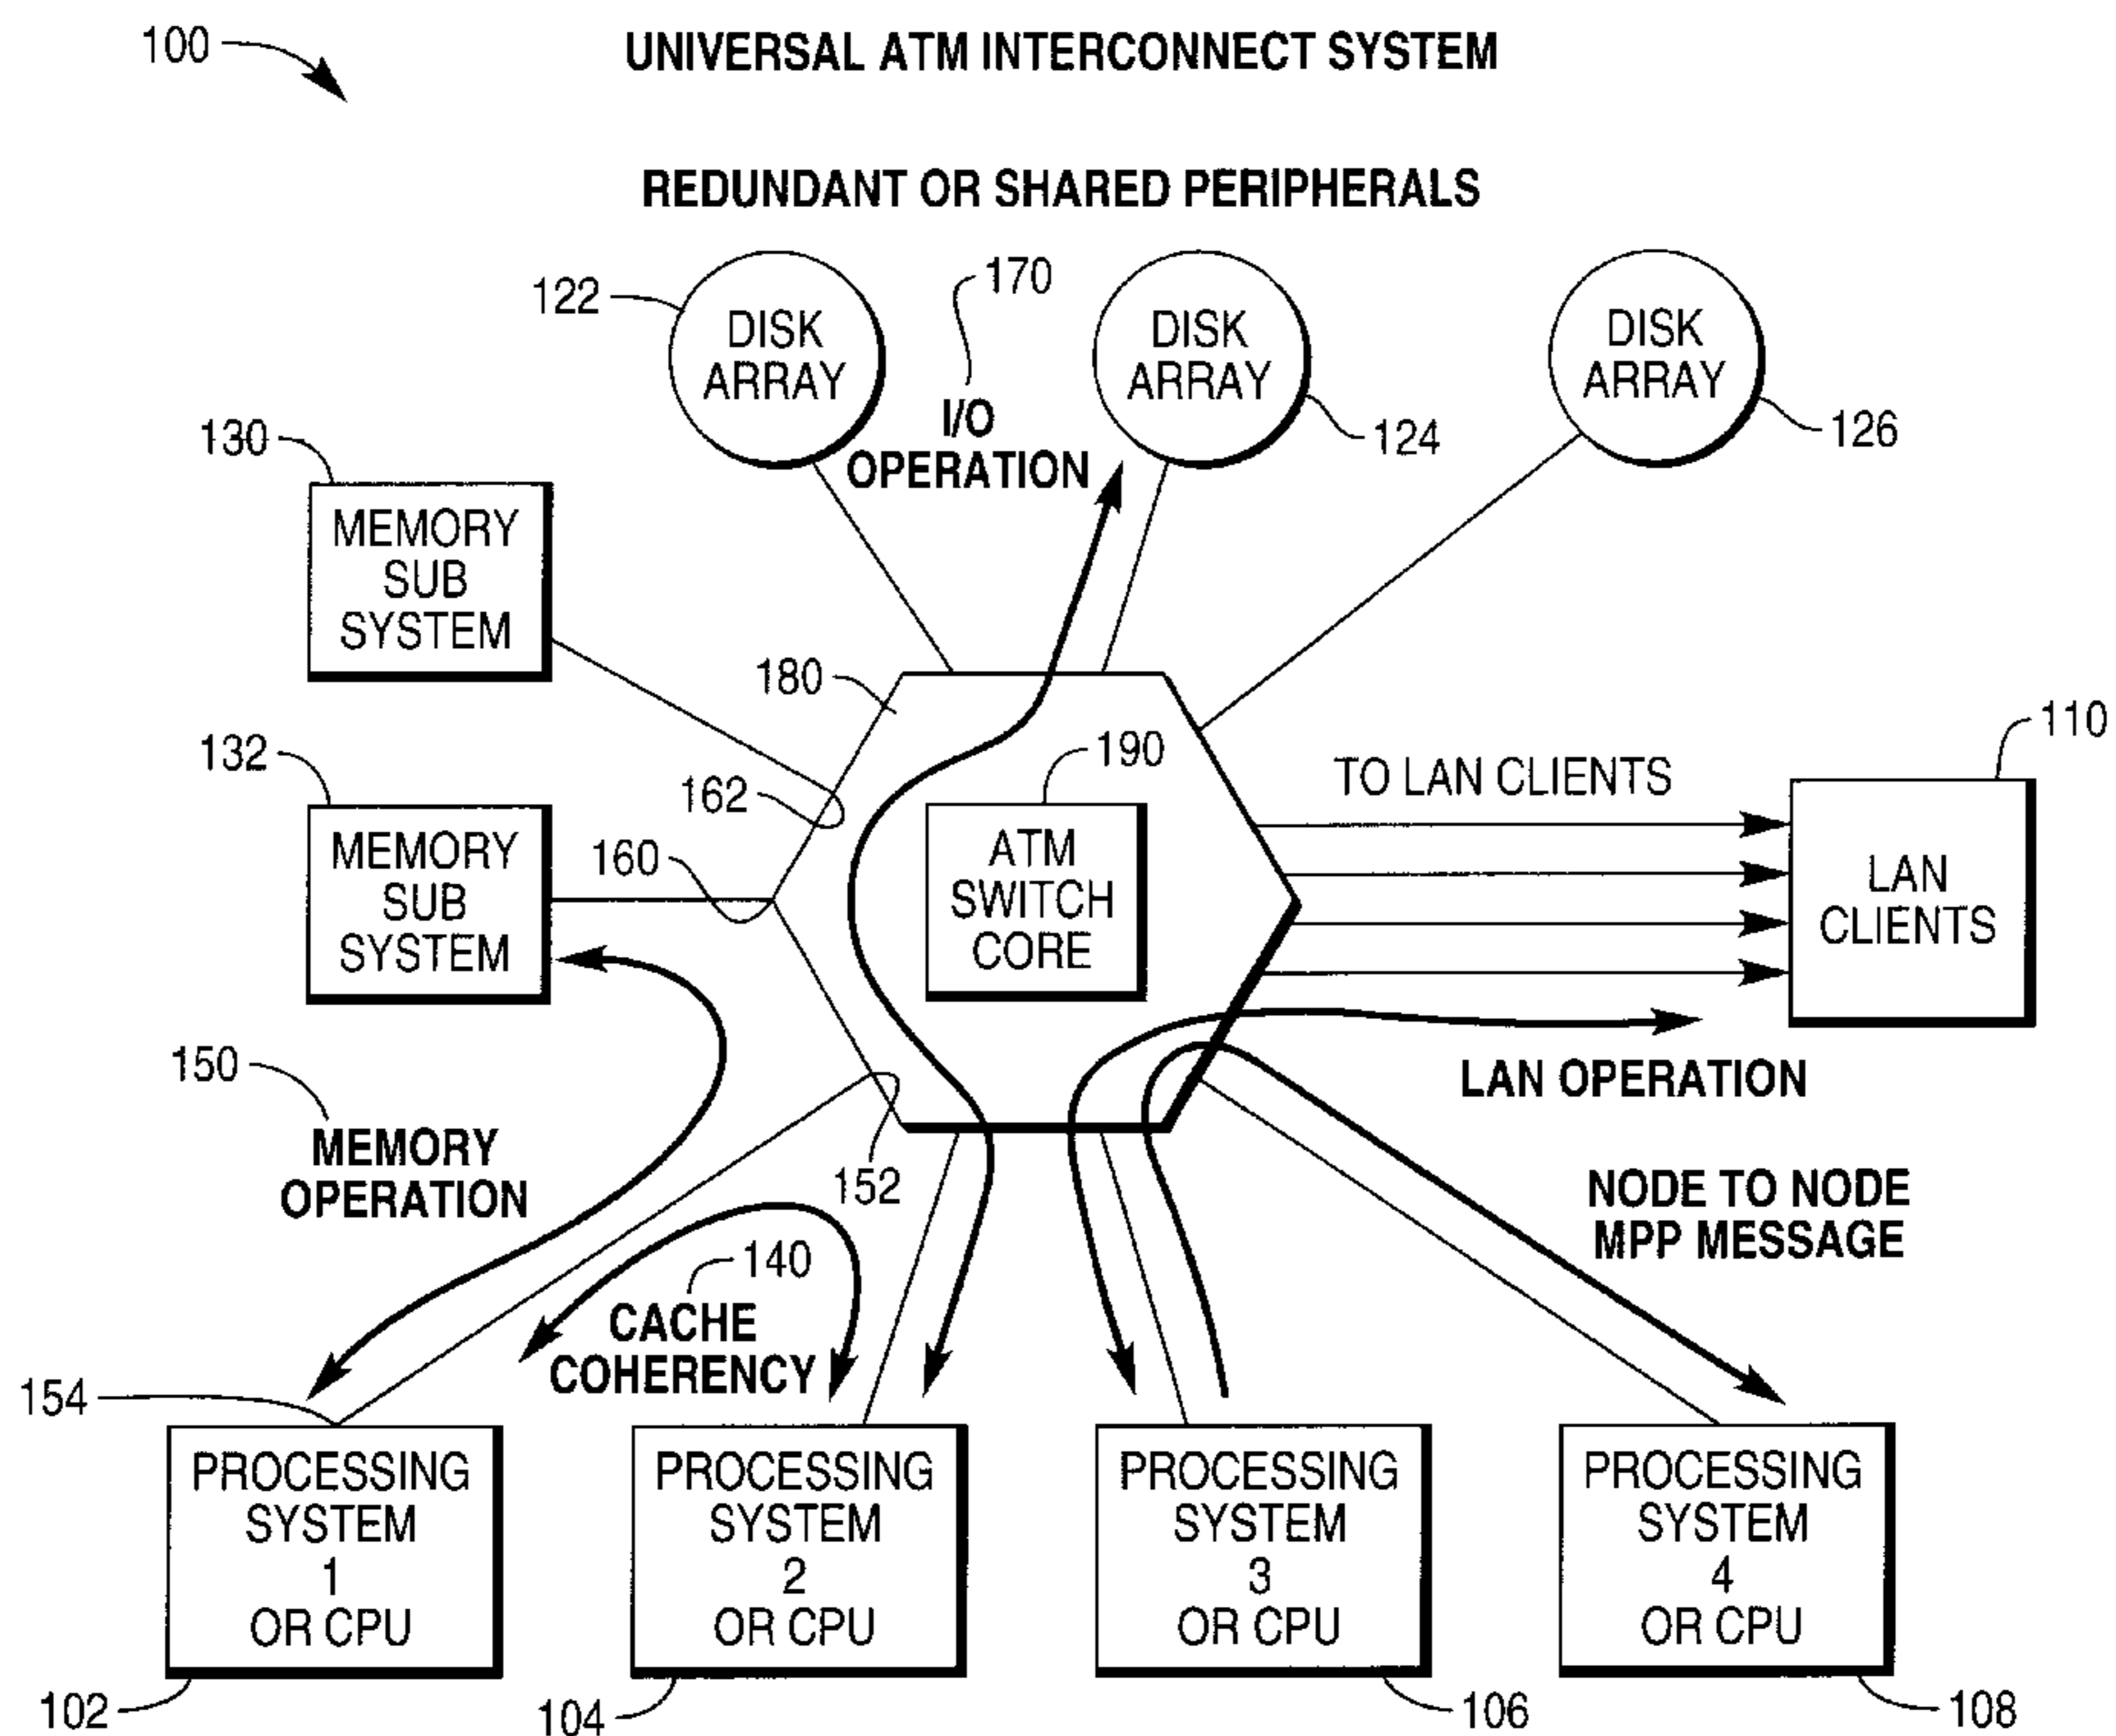 100
UNIVERSAL ATM INTERCONNECT SYSTEM
REDUNDANT OR SHARED PERIPHERALS
122
DISK
ARRAY
170
I/O
OPERATION
DISK
ARRAY
124
DISK
ARRAY
126
130
MEMORY
SUB
SYSTEM
180
132
MEMORY
SUB
SYSTEM
162
160
190
ATM
SWITCH
CORE
TO LAN CLIENTS
110
LAN
CLIENTS
150
MEMORY
OPERATION
152
LAN OPERATION
NODE TO NODE
MPP MESSAGE
140
CACHE
COHERENCY
154
PROCESSING
SYSTEM
1
OR CPU
102
PROCESSING
SYSTEM
2
OR CPU
104
PROCESSING
SYSTEM
3
OR CPU
106
PROCESSING
SYSTEM
4
OR CPU
108